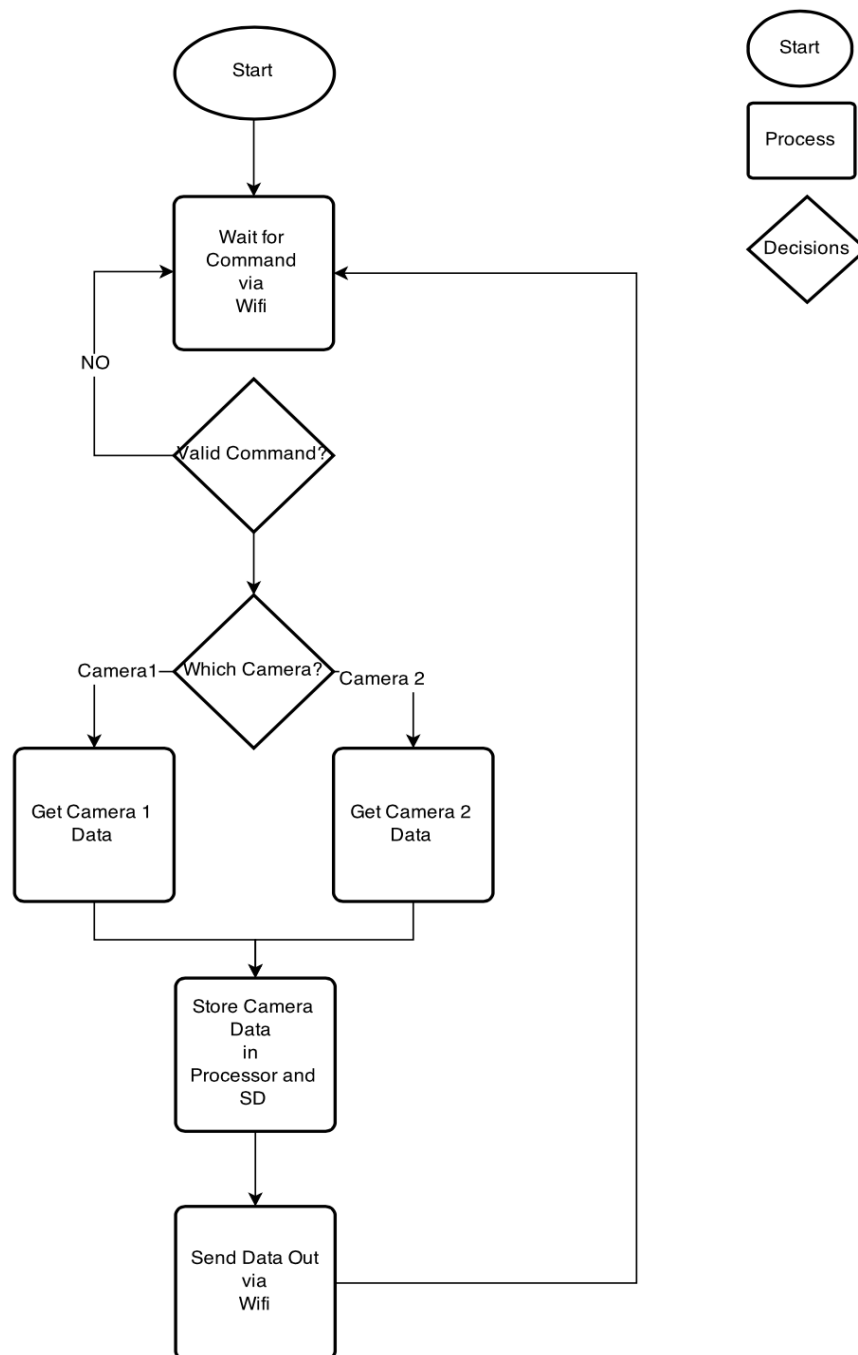 Start
Wait for
Command
via
Wifi
NO
Valid Command?
Which Camera?
Camera1
Camera 2
Get Camera 1
Data
Get Camera 2
Data
Store Camera
Data
in
Processor and
SD
Send Data Out
via
Wifi
Start
Process
Decisions